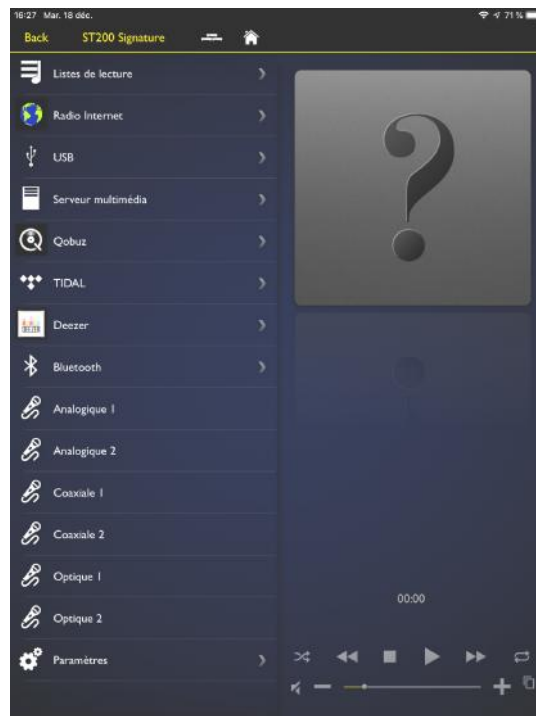 16:27 Mar. 18 déc.
71 %
Back
ST200 Signature
Listes de lecture
Radio Internet
USB
Serveur multimédia
Qobuz
TIDAL
DEEZER
Deezer
Bluetooth
Analogique 1
Analogique 2
Coaxiale 1
Coaxiale 2
Optique 1
Optique 2
Paramètres
?
00:00